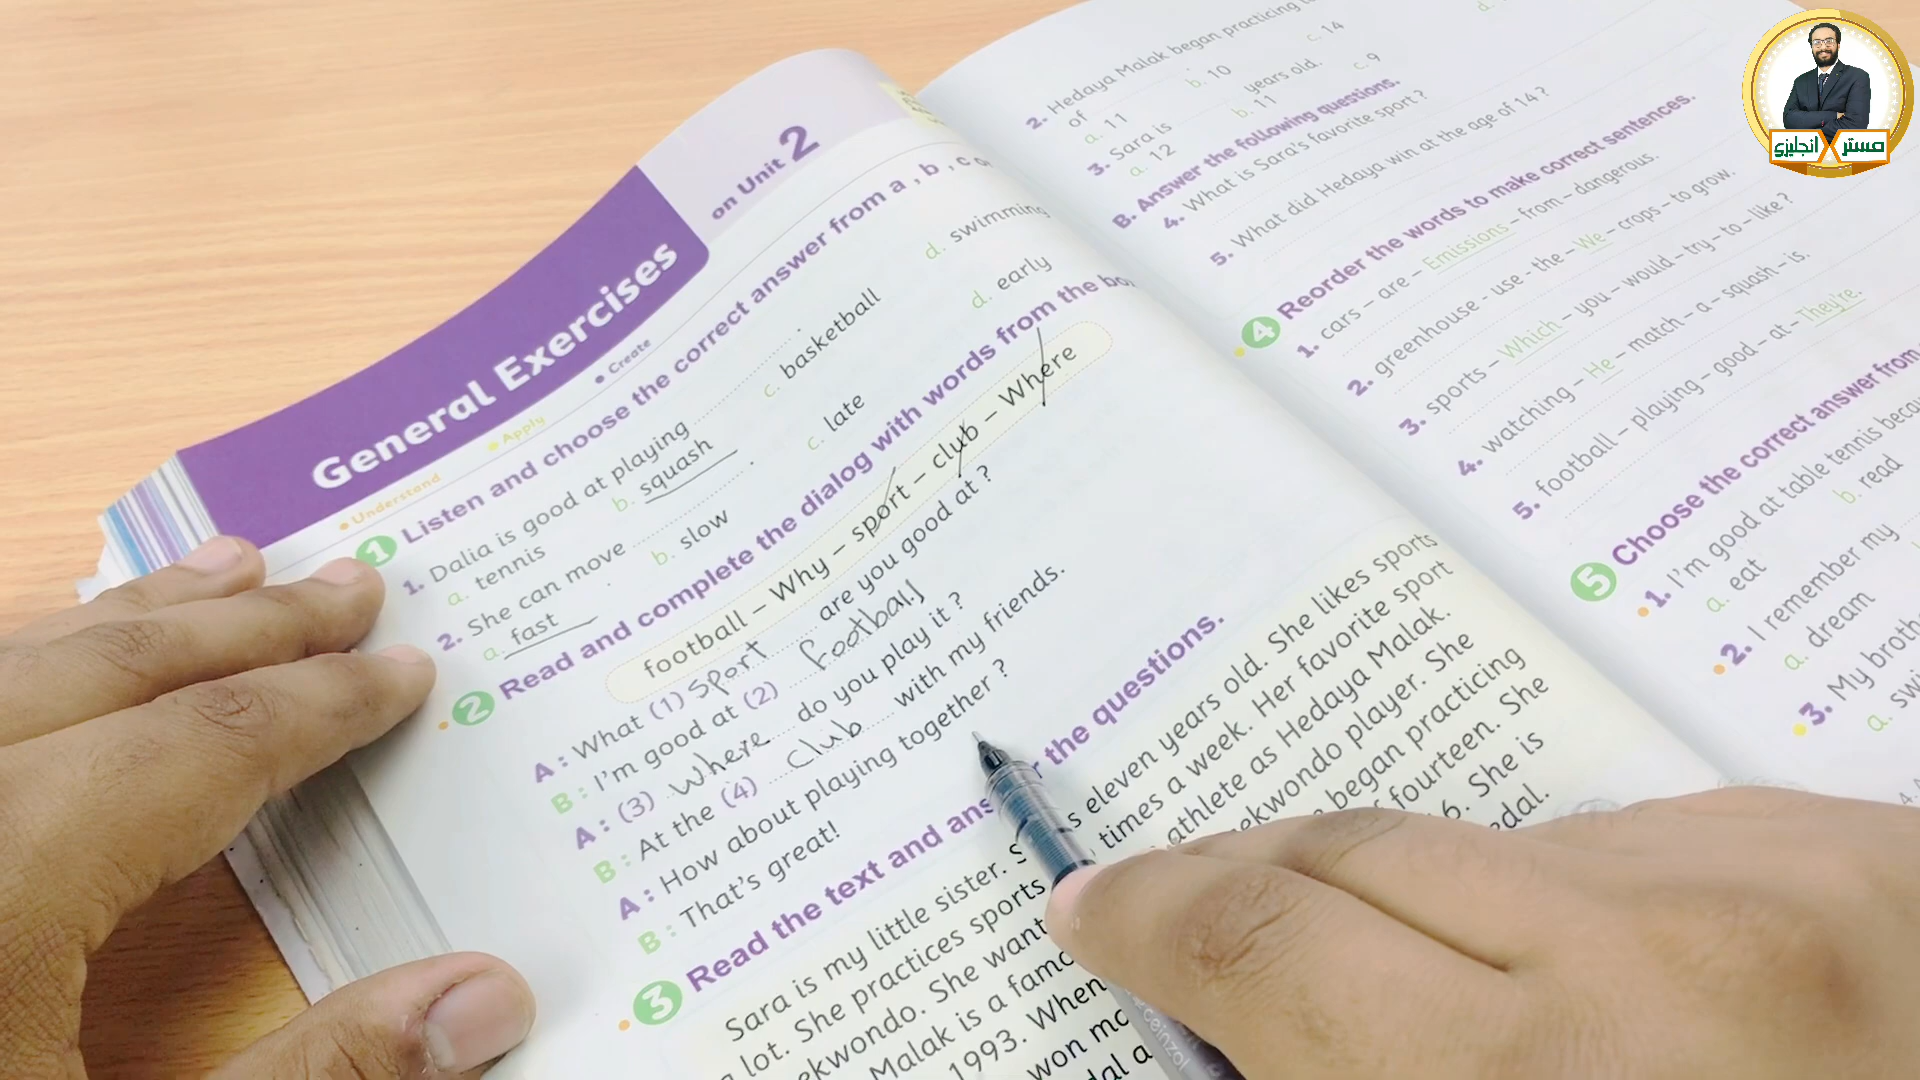 General Exercises
on Unit 2
• Understand • Apply • Create
1 Listen and choose the correct answer from a , b , c or
1. Dalia is good at playing
a. tennis b. squash c. basketball d. swimming
2. She can move
a. fast b. slow c. late d. early
2 Read and complete the dialog with words from the box
football – Why – sport – club – Where
A : What (1) sport are you good at ?
B : I'm good at (2) football
A : (3) Where do you play it ?
B : At the (4) club with my friends.
A : How about playing together ?
B : That's great!
3 Read the text and the questions.
Sara is my little sister. eleven years old. She likes sports
lot. She practices sports times a week. Her favorite sport
She athlete as Hedaya Malak.
Malak is a player. She
1993. When began practicing
won fourteen. She
6. She is
2. Hedaya Malak began practicing
of
a. 11 b. 10 c. 14 d.
3. Sara is years old.
a. 12 b. 11 c. 9
B. Answer the following questions.
4. What is Sara's favorite sport ?
5. What did Hedaya win at the age of 14 ?
4 Reorder the words to make correct sentences.
1. cars – are – Emissions – from – dangerous.
2. greenhouse - use - the – We – crops – to grow.
3. sports – Which – you – would – try – to – like ?
4. watching – He – match – a – squash – is.
5. football – playing – good – at – They're.
5 Choose the correct answer from
1. I'm good at table tennis
a. eat b. read
2. I remember my
a. dream
3. My
a.
مستر X انجليزي